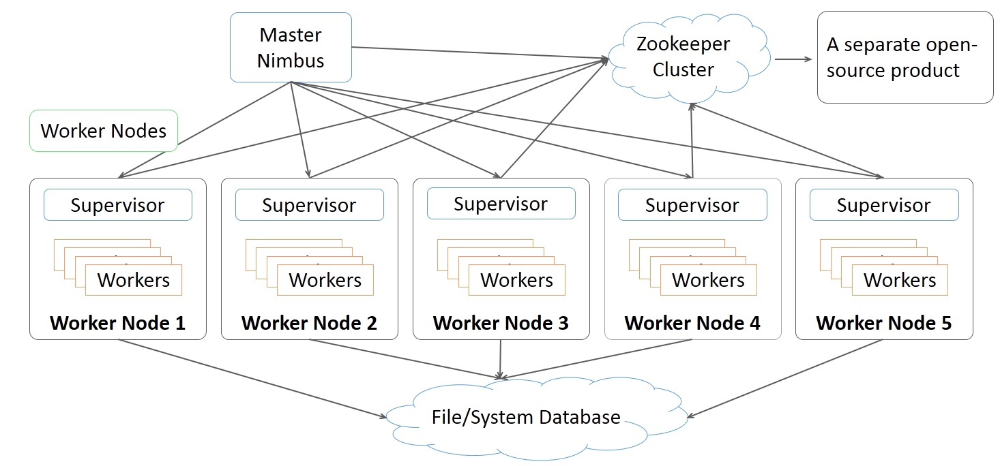 Master
Nimbus
Zookeeper
Cluster
A separate open-
source product
Worker Nodes
Supervisor
Supervisor
Supervisor
Supervisor
Supervisor
Workers
Workers
Workers
Workers
Workers
Worker Node 1
Worker Node 2
Worker Node 3
Worker Node 4
Worker Node 5
File/System Database